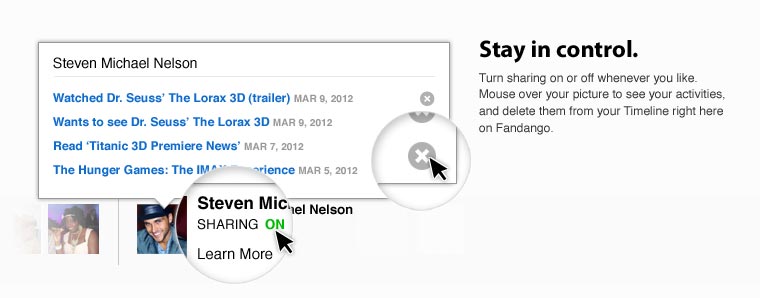 Steven Michael Nelson
Watched Dr. Seuss' The Lorax 3D (trailer) MAR 9, 2012
Wants to see Dr. Seuss' The Lorax 3D MAR 9, 2012
Read 'Titanic 3D Premiere News' MAR 7, 2012
The Hunger Games: The IMAX Experience MAR 5, 2012
Steven Mic hael Nelson
SHARING ON
Learn More
Stay in control.
Turn sharing on or off whenever you like.
Mouse over your picture to see your activities,
and delete them from your Timeline right here
on Fandango.